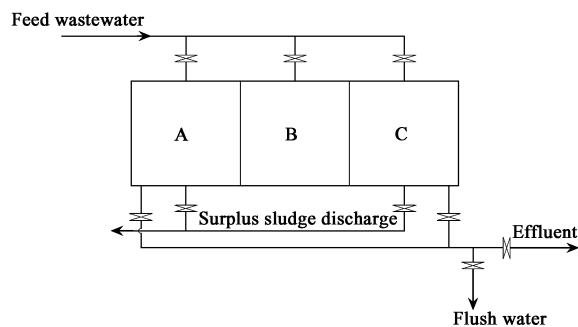 Feed wastewater
A
B
C
Surplus sludge discharge
Effluent
Flush water